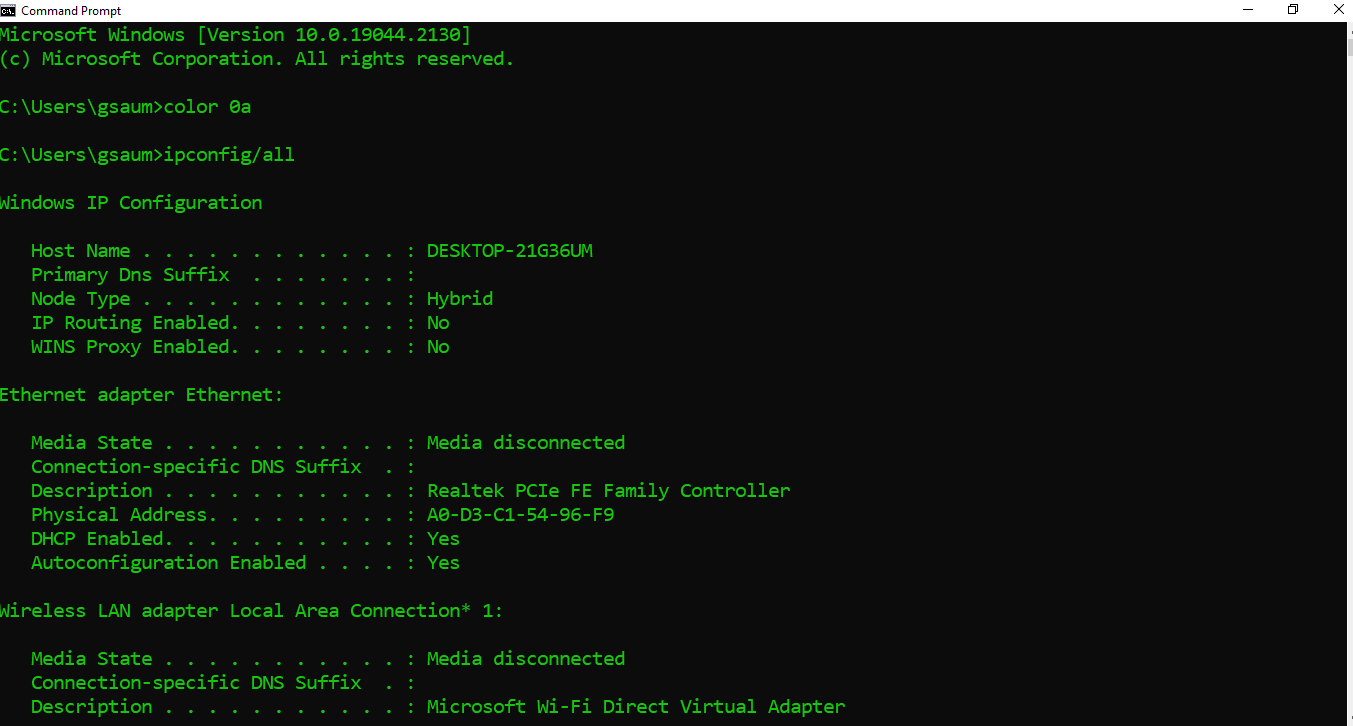 Command Prompt
Microsoft Windows [Version 10.0.19044.2130]
(c) Microsoft Corporation. All rights reserved.
C:\Users\gsaum>color 0a
C:\Users\gsaum>ipconfig/all
Windows IP Configuration
   Host Name . . . . . . . . . . . . : DESKTOP-21G36UM
   Primary Dns Suffix  . . . . . . . :
   Node Type . . . . . . . . . . . . : Hybrid
   IP Routing Enabled. . . . . . . . : No
   WINS Proxy Enabled. . . . . . . . : No
Ethernet adapter Ethernet:
   Media State . . . . . . . . . . . : Media disconnected
   Connection-specific DNS Suffix  . :
   Description . . . . . . . . . . . : Realtek PCIe FE Family Controller
   Physical Address. . . . . . . . . : A0-D3-C1-54-96-F9
   DHCP Enabled. . . . . . . . . . . : Yes
   Autoconfiguration Enabled . . . . : Yes
Wireless LAN adapter Local Area Connection* 1:
   Media State . . . . . . . . . . . : Media disconnected
   Connection-specific DNS Suffix  . :
   Description . . . . . . . . . . . : Microsoft Wi-Fi Direct Virtual Adapter